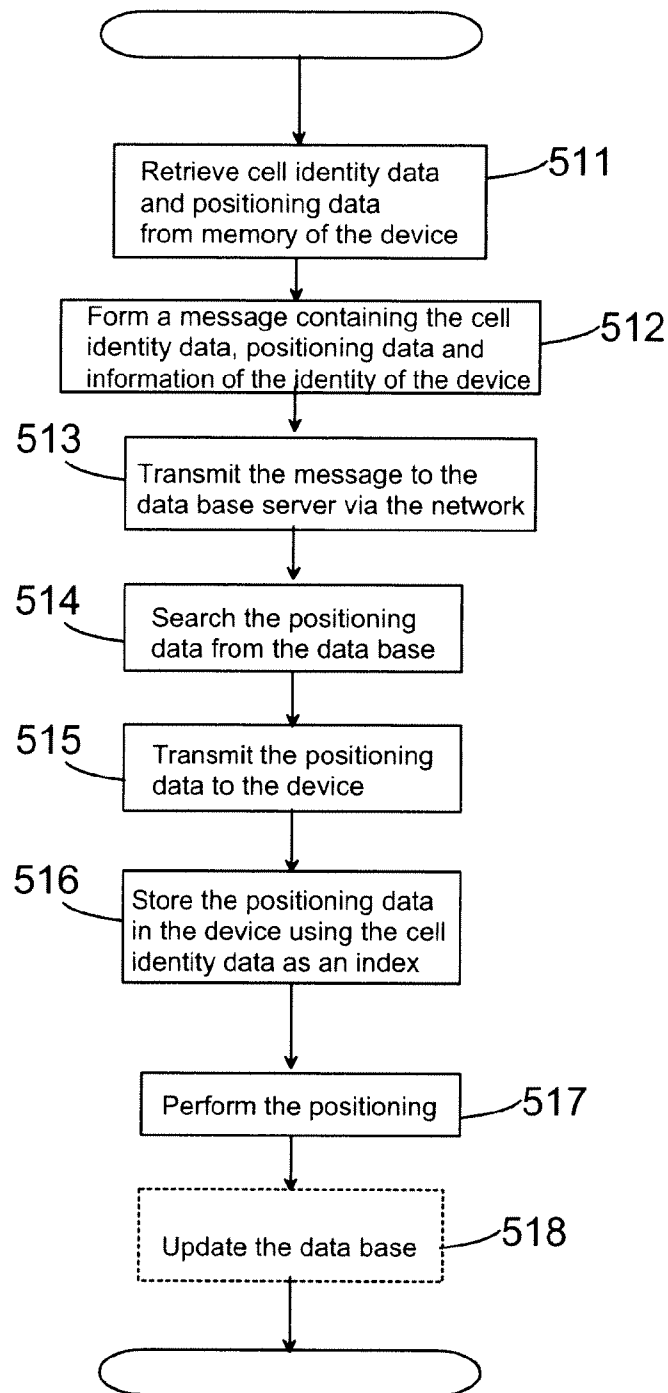 Retrieve cell identity data
and positioning data
from memory of the device
511
Form a message containing the cell
identity data, positioning data and
information of the identity of the device
512
513
Transmit the message to the
data base server via the network
514
Search the positioning
data from the data base
515
Transmit the positioning
data to the device
516
Store the positioning data
in the device using the cell
identity data as an index
Perform the positioning
517
Update the data base
518